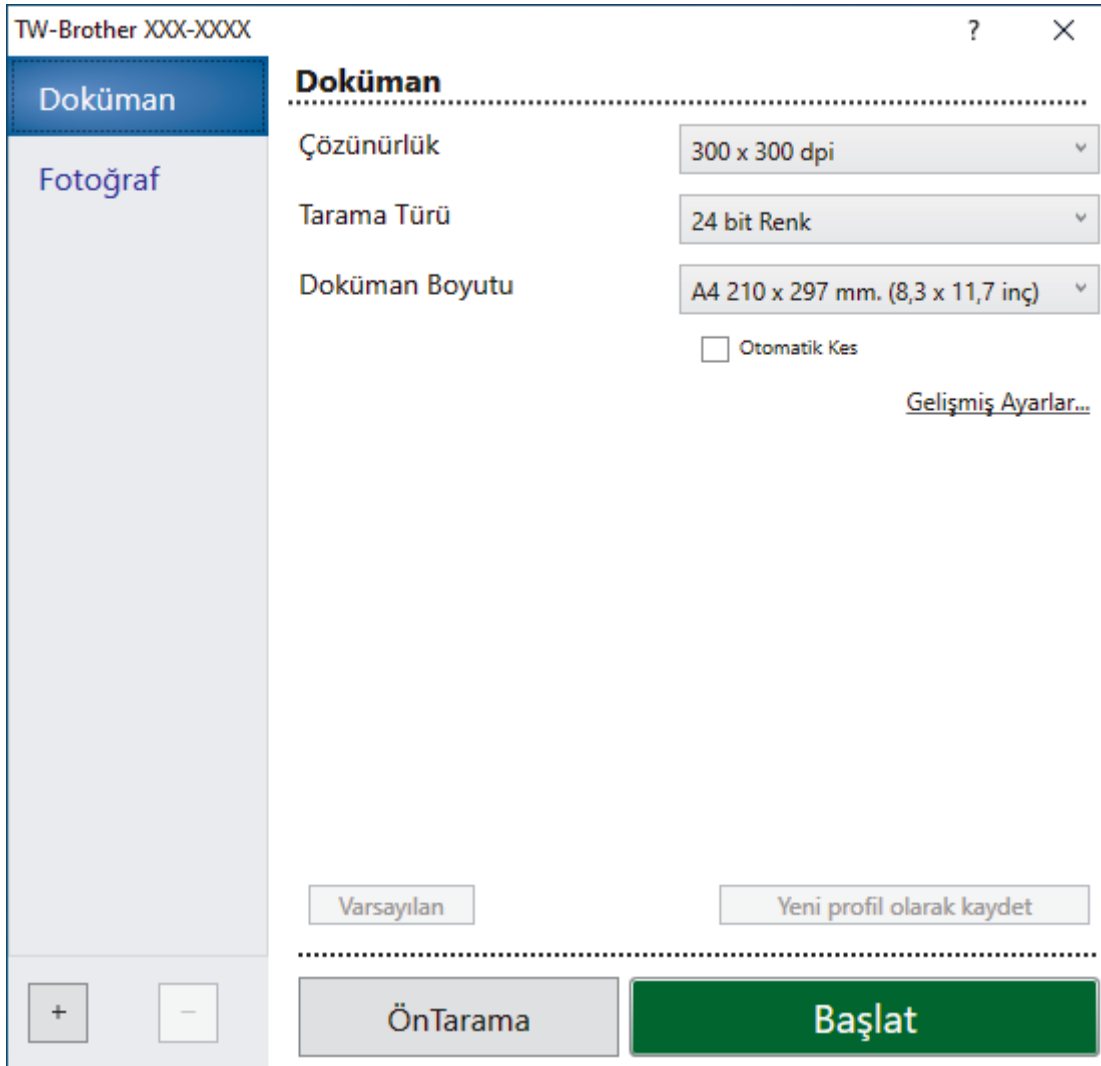 TW-Brother XXX-XXXX
?
Doküman
Fotoğraf
Doküman
Çözünürlük
300 x 300 dpi
Tarama Türü
24 bit Renk
Doküman Boyutu
A4 210 x 297 mm. (8,3 x 11,7 inç)
Otomatik Kes
Gelişmiş Ayarlar...
Varsayılan
Yeni profil olarak kaydet
+
−
ÖnTarama
Başlat